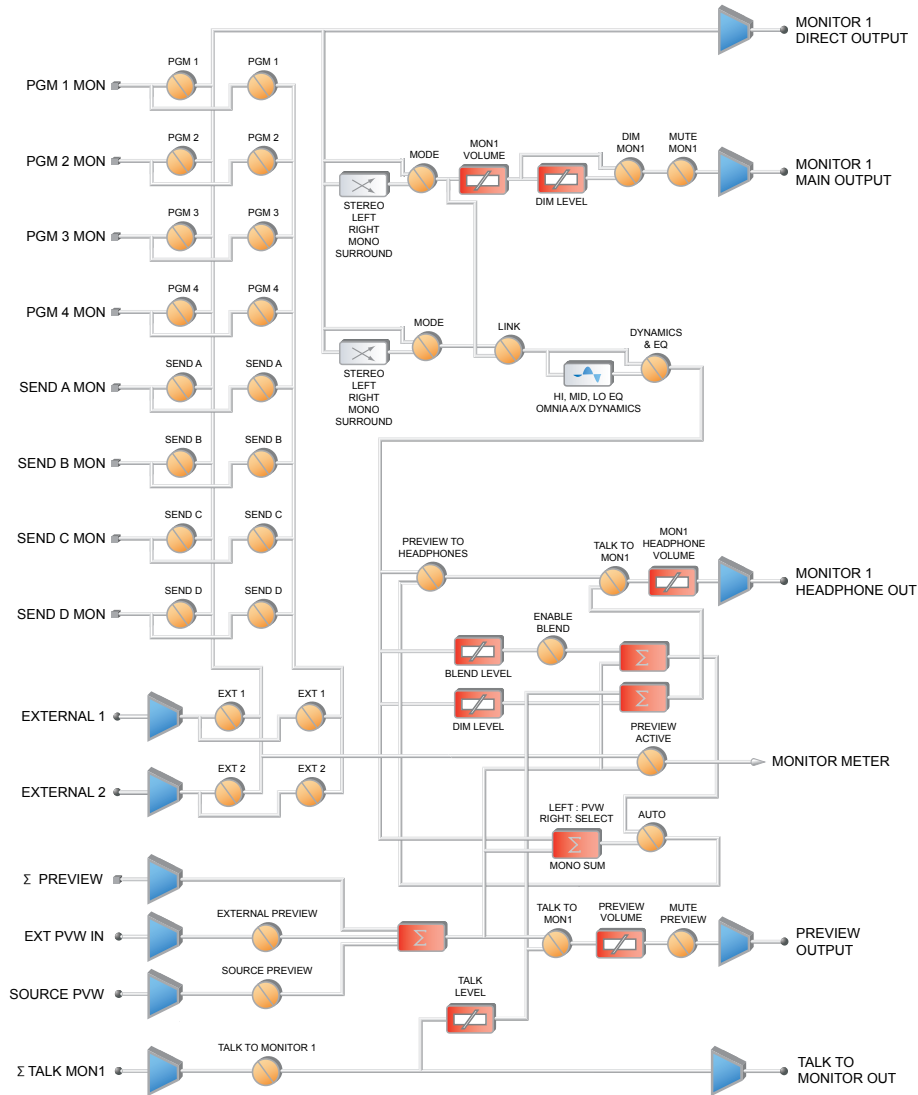 MONITOR 1
DIRECT OUTPUT
PGM 1
PGM 1
PGM 1 MON
PGM 2
PGM 2
PGM 2 MON
MODE
MON1
VOLUME
DIM
MON1
MUTE
MON1
MONITOR 1
MAIN OUTPUT
DIM LEVEL
STEREO
LEFT
RIGHT
MONO
SURROUND
PGM 3
PGM 3
PGM 3 MON
PGM 4
PGM 4
PGM 4 MON
MODE
LINK
DYNAMICS
& EQ
STEREO
LEFT
RIGHT
MONO
SURROUND
HI, MID, LO EQ
OMNIA A/X DYNAMICS
SEND A
SEND A
SEND A MON
SEND B
SEND B
SEND B MON
SEND C
SEND C
SEND C MON
PREVIEW TO
HEADPHONES
TALK TO
MON1
MON1
HEADPHONE
VOLUME
MONITOR 1
HEADPHONE OUT
SEND D
SEND D
SEND D MON
ENABLE
BLEND
Σ
BLEND LEVEL
Σ
DIM LEVEL
EXT 1
EXT 1
EXTERNAL 1
PREVIEW
ACTIVE
MONITOR METER
EXT 2
EXT 2
EXTERNAL 2
LEFT : PVW
RIGHT: SELECT
AUTO
Σ
MONO SUM
Σ PREVIEW
EXTERNAL PREVIEW
EXT PVW IN
Σ
TALK TO
MON1
PREVIEW
VOLUME
MUTE
PREVIEW
PREVIEW
OUTPUT
SOURCE PREVIEW
SOURCE PVW
TALK
LEVEL
TALK TO MONITOR 1
Σ TALK MON1
TALK TO
MONITOR OUT